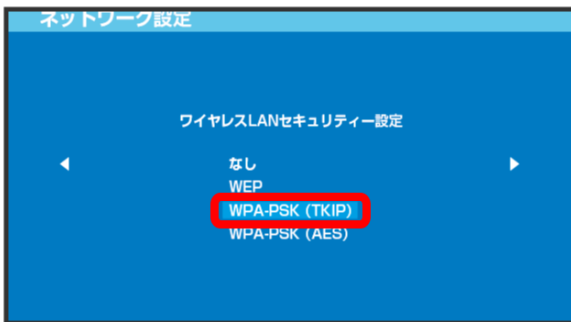 ネットワーク設定
ワイヤレスLANセキュリティー設定
なし
WEP
WPA-PSK (TKIP)
WPA-PSK (AES)